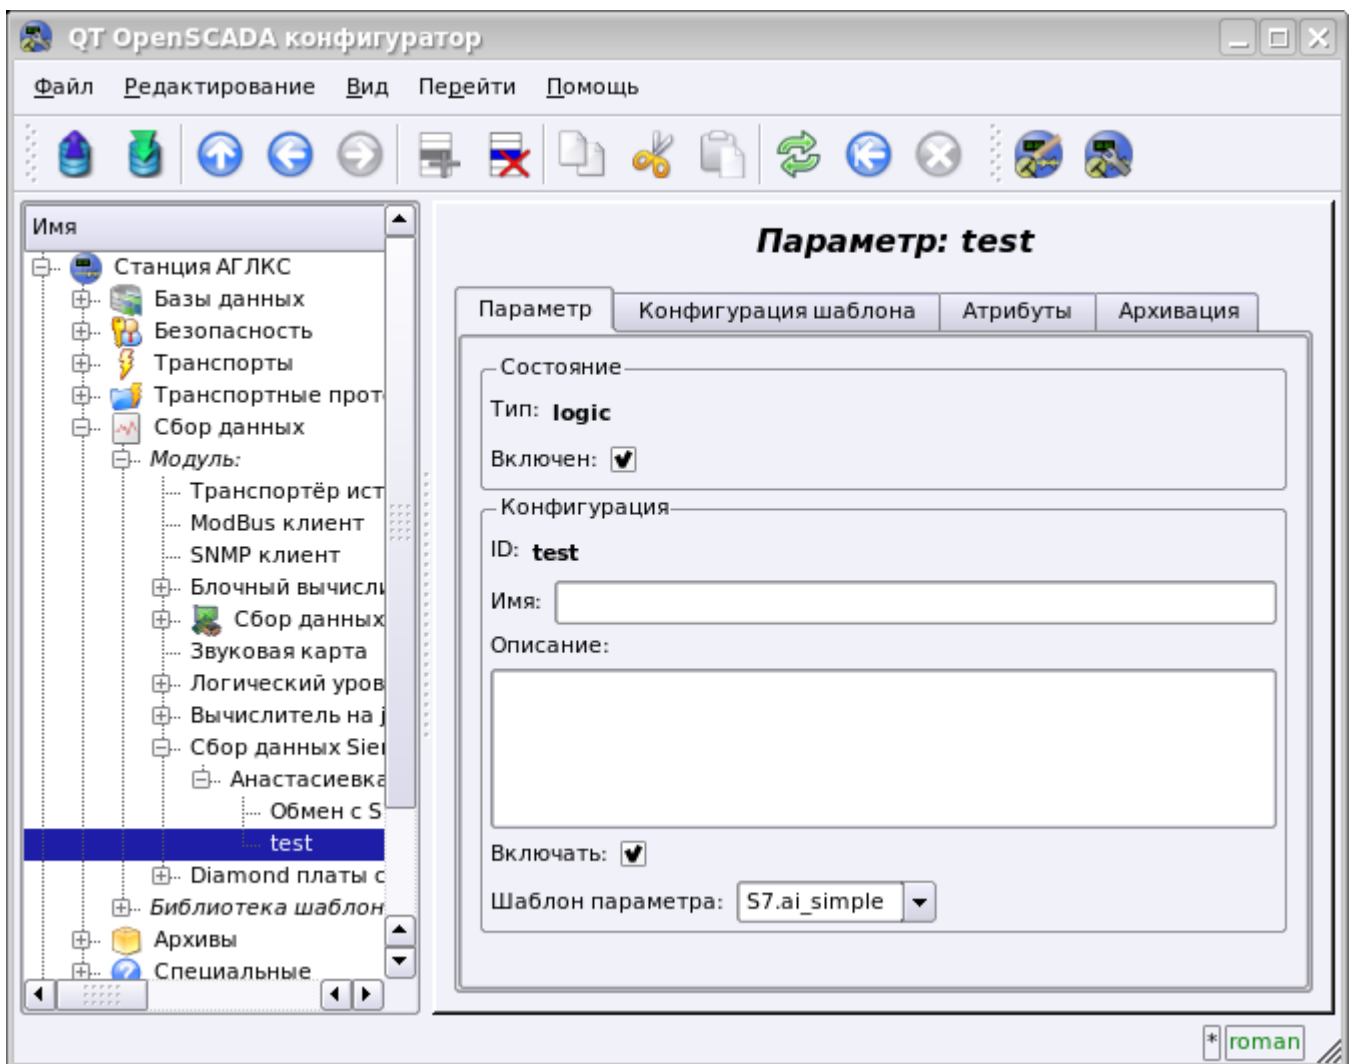 QT OpenSCADA конфигуратор
Файл Редактирование Вид Перейти Помощь
Имя
Станция АГЛКС
Базы данных
Безопасность
Транспорты
Транспортные прот
Сбор данных
Модуль:
Транспортёр ист
ModBus клиент
SNMP клиент
Блочный вычисли
Сбор данных
Звуковая карта
Логический уров
Вычислитель на j
Сбор данных Sie
Анастасиевка
Обмен с S
test
Diamond платы с
Библиотека шаблон
Архивы
Специальные
Параметр: test
Параметр Конфигурация шаблона Атрибуты Архивация
Состояние
Тип: logic
Включен:
Конфигурация
ID: test
Имя:
Описание:
Включать:
Шаблон параметра: S7.ai_simple
* roman